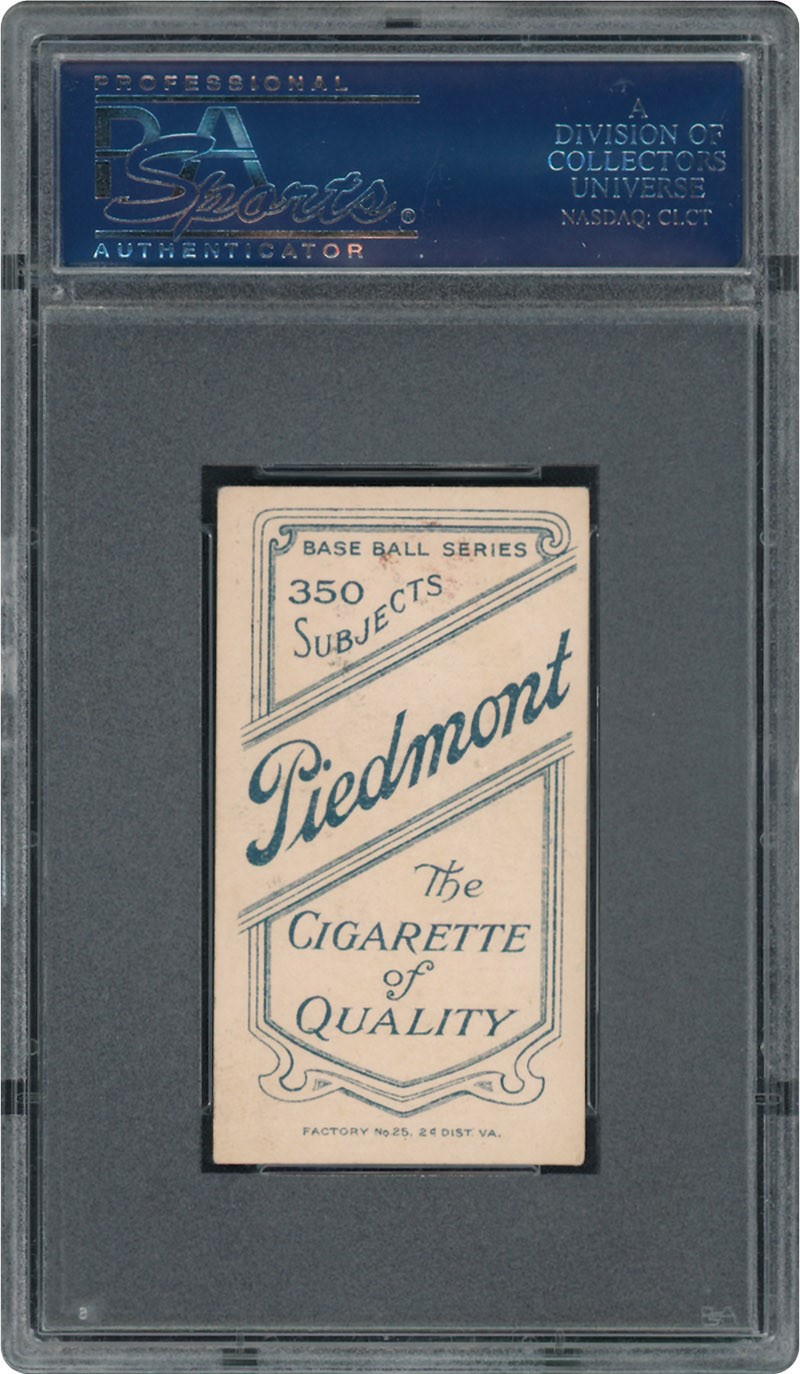 PROFESSIONAL
PSA
Sports®
AUTHENTICATOR
A
DIVISION OF
COLLECTORS
UNIVERSE
NASDAQ: CLCT
BASE BALL SERIES
350
SUBJECTS
Piedmont
The
CIGARETTE
of
QUALITY
FACTORY No 25, 2d DIST. VA.
PSA